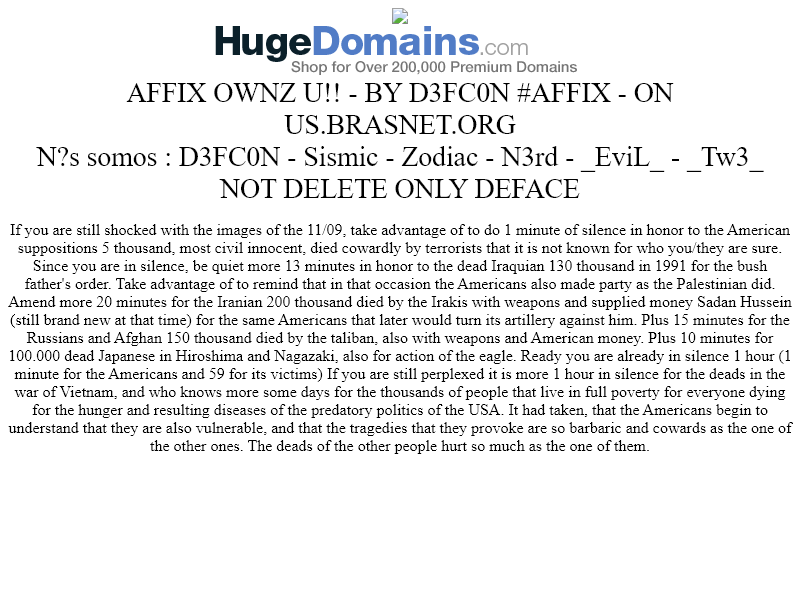 HugeDomains.com
Shop for Over 200,000 Premium Domains
AFFIX OWNZ U!! - BY D3FC0N #AFFIX - ON
US.BRASNET.ORG
N?s somos : D3FC0N - Sismic - Zodiac - N3rd - _EviL_ - _Tw3_
NOT DELETE ONLY DEFACE
If you are still shocked with the images of the 11/09, take advantage of to do 1 minute of silence in honor to the American
suppositions 5 thousand, most civil innocent, died cowardly by terrorists that it is not known for who you/they are sure.
Since you are in silence, be quiet more 13 minutes in honor to the dead Iraquian 130 thousand in 1991 for the bush
father's order. Take advantage of to remind that in that occasion the Americans also made party as the Palestinian did.
Amend more 20 minutes for the Iranian 200 thousand died by the Irakis with weapons and supplied money Sadan Hussein
(still brand new at that time) for the same Americans that later would turn its artillery against him. Plus 15 minutes for the
Russians and Afghan 150 thousand died by the taliban, also with weapons and American money. Plus 10 minutes for
100.000 dead Japanese in Hiroshima and Nagazaki, also for action of the eagle. Ready you are already in silence 1 hour (1
minute for the Americans and 59 for its victims) If you are still perplexed it is more 1 hour in silence for the deads in the
war of Vietnam, and who knows more some days for the thousands of people that live in full poverty for everyone dying
for the hunger and resulting diseases of the predatory politics of the USA. It had taken, that the Americans begin to
understand that they are also vulnerable, and that the tragedies that they provoke are so barbaric and cowards as the one of
the other ones. The deads of the other people hurt so much as the one of them.